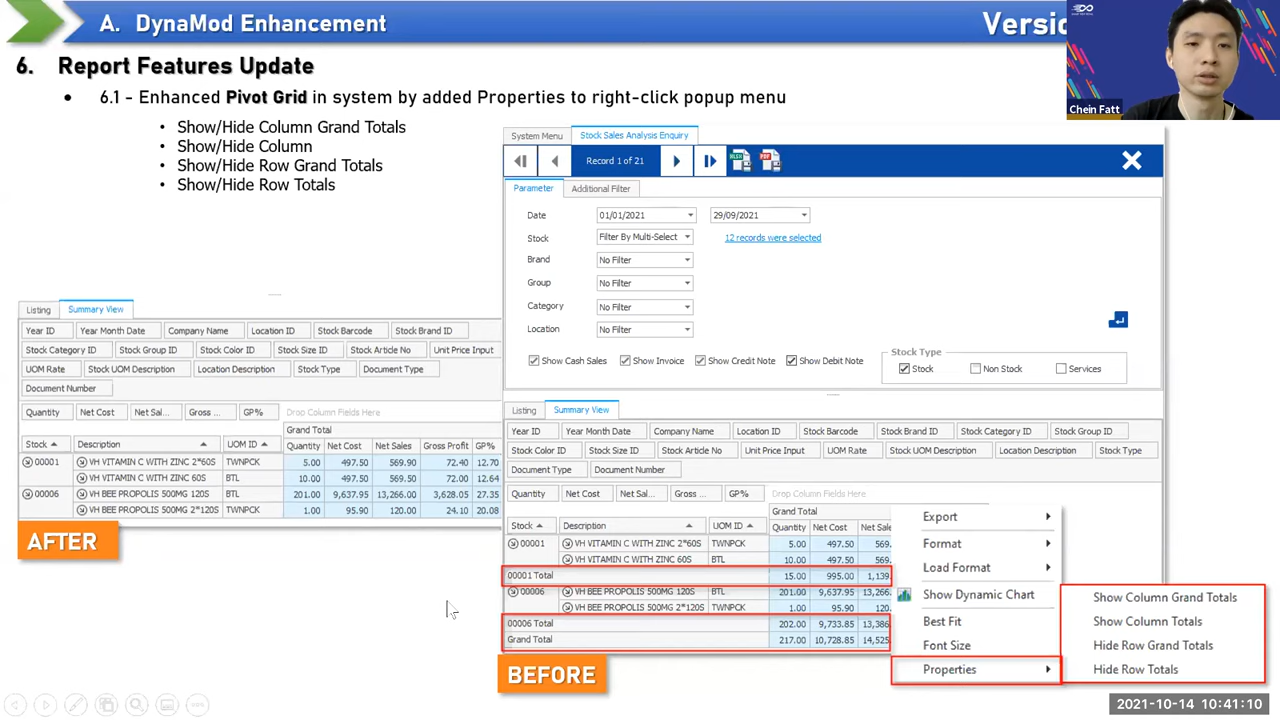 A. DynaMod Enhancement
Versio
Chein Fatt
6. Report Features Update
• 6.1 - Enhanced Pivot Grid in system by added Properties to right-click popup menu
• Show/Hide Column Grand Totals
• Show/Hide Column
• Show/Hide Row Grand Totals
• Show/Hide Row Totals
System Menu Stock Sales Analysis Enquiry
Record 1 of 21
Parameter Additional Filter
Date 01/01/2021 29/09/2021
Stock Filter By Multi-Select 12 records were selected
Brand No Filter
Group No Filter
Category No Filter
Location No Filter
Show Cash Sales Show Invoice Show Credit Note Show Debit Note
Stock Type
Stock Non Stock Services
Listing Summary View
Year ID Year Month Date Company Name Location ID Stock Barcode Stock Brand ID
Stock Category ID Stock Group ID Stock Color ID Stock Size ID Stock Article No Unit Price Input
UOM Rate Stock UOM Description Location Description Stock Type Document Type
Document Number
Quantity Net Cost Net Sal... Gross ... GP% Drop Column Fields Here
Grand Total
Stock Description UOM ID Quantity Net Cost Net Sales Gross Profit GP%
00001 VH VITAMIN C WITH ZINC 2*60S TWNPCK 5.00 497.50 569.90 72.40 12.70
VH VITAMIN C WITH ZINC 60S BTL 10.00 497.50 569.50 72.00 12.64
00006 VH BEE PROPOLIS 500MG 120S BTL 201.00 9,637.95 13,266.00 3,628.05 27.35
VH BEE PROPOLIS 500MG 2*120S TWNPCK 1.00 95.90 120.00 24.10 20.08
AFTER
Listing Summary View
Year ID Year Month Date Company Name Location ID Stock Barcode Stock Brand ID Stock Category ID Stock Group ID
Stock Color ID Stock Size ID Stock Article No Unit Price Input UOM Rate Stock UOM Description Location Description Stock Type
Document Type Document Number
Quantity Net Cost Net Sa... Gross ... GP% Drop Column Fields Here
Grand Total
Stock Description UOM ID Quantity Net Cost Net Sale
00001 VH VITAMIN C WITH ZINC 2*60S TWNPCK 5.00 497.50 569.
VH VITAMIN C WITH ZINC 60S BTL 10.00 497.50 569.
00001 Total 15.00 995.00 1,139.
00006 VH BEE PROPOLIS 500MG 120S BTL 201.00 9,637.95 13,266.
VH BEE PROPOLIS 500MG 2*120S TWNPCK 1.00 95.90 120.
00006 Total 202.00 9,733.85 13,386
Grand Total 217.00 10,728.85 14,525
BEFORE
Export
Format
Load Format
Show Dynamic Chart
Best Fit
Font Size
Properties
Show Column Grand Totals
Show Column Totals
Hide Row Grand Totals
Hide Row Totals
2021-10-14 10:41:10